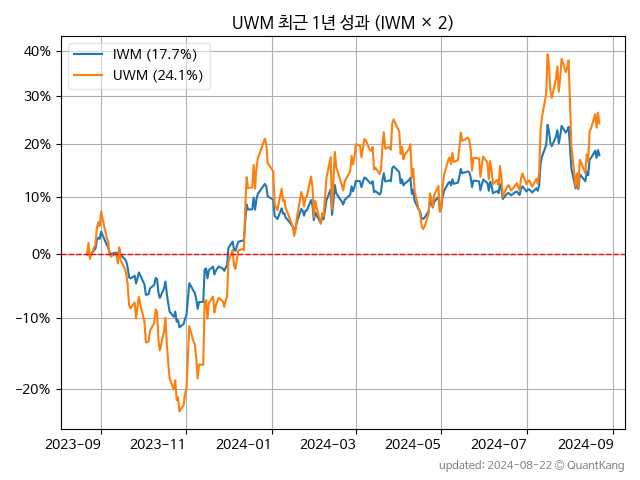 UWM 최근 1년 성과 (IWM × 2)
IWM (17.7%)
UWM (24.1%)
40%
30%
20%
10%
0%
−10%
−20%
2023−09 2023−11 2024−01 2024−03 2024−05 2024−07 2024−09
updated: 2024-08-22 © QuantKang